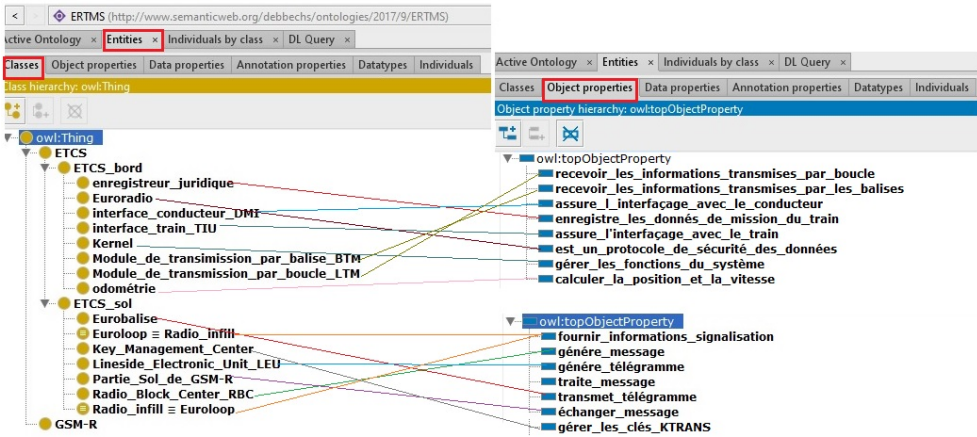 < ERTMS (http://www.semanticweb.org/debbechs/ontologies/2017/9/ERTMS)
Active Ontology × Entities × Individuals by class × DL Query ×
Classes Object properties Data properties Annotation properties Datatypes Individuals
Class hierarchy: owl:Thing
owl:Thing
ETCS
ETCS_bord
enregistreur_juridique
Euroradio
interface_conducteur_DMI
interface_train_TIU
Kernel
Module_de_transimission_par_balise_BTM
Module_de_transmission_par_boucle_LTM
odométrie
ETCS_sol
Eurobalise
Euroloop ≡ Radio_infill
Key_Management_Center
Lineside_Electronic_Unit_LEU
Partie_Sol_de_GSM-R
Radio_Block_Center_RBC
Radio_infill ≡ Euroloop
GSM-R
Active Ontology × Entities × Individuals by class × DL Query ×
Classes Object properties Data properties Annotation properties Datatypes Individuals
Object property hierarchy: owl:topObjectProperty
owl:topObjectProperty
recevoir_les_informations_transmises_par_boucle
recevoir_les_informations_transmises_par_les_balises
assure_l_interfaçage_avec_le_conducteur
enregistre_les_donnés_de_mission_du_train
assure_l'interfaçage_avec_le_train
est_un_protocole_de_sécurité_des_données
gérer_les_fonctions_du_système
calculer_la_position_et_la_vitesse
owl:topObjectProperty
fournir_informations_signalisation
génére_message
génére_télégramme
traite_message
transmet_télégramme
échanger_message
gérer_les_clés_KTRANS